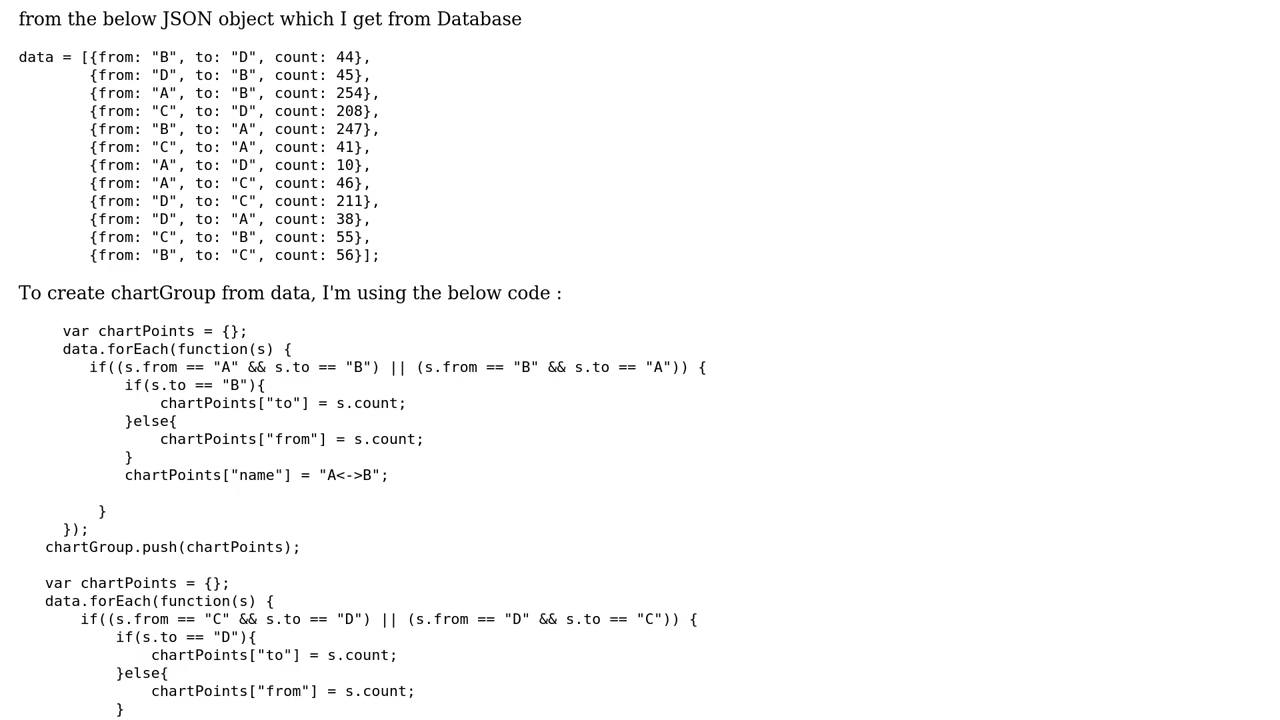 from the below JSON object which I get from Database
data = [{from: "B", to: "D", count: 44},
{from: "D", to: "B", count: 45},
{from: "A", to: "B", count: 254},
{from: "C", to: "D", count: 208},
{from: "B", to: "A", count: 247},
{from: "C", to: "A", count: 41},
{from: "A", to: "D", count: 10},
{from: "A", to: "C", count: 46},
{from: "D", to: "C", count: 211},
{from: "D", to: "A", count: 38},
{from: "C", to: "B", count: 55},
{from: "B", to: "C", count: 56}];
To create chartGroup from data, I'm using the below code :
var chartPoints = {};
data.forEach(function(s) {
if((s.from == "A" && s.to == "B") || (s.from == "B" && s.to == "A")) {
if(s.to == "B"){
chartPoints["to"] = s.count;
}else{
chartPoints["from"] = s.count;
}
chartPoints["name"] = "A<->B";
}
});
chartGroup.push(chartPoints);
var chartPoints = {};
data.forEach(function(s) {
if((s.from == "C" && s.to == "D") || (s.from == "D" && s.to == "C")) {
if(s.to == "D"){
chartPoints["to"] = s.count;
}else{
chartPoints["from"] = s.count;
}